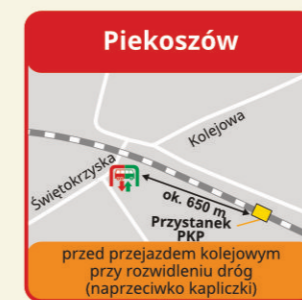 Piekoszów
Kolejowa
Świętokrzyska
ok. 650 m
Przystanek
PKP
przed przejazdem kolejowym
przy rozwidleniu dróg
(naprzeciwko kapliczki)